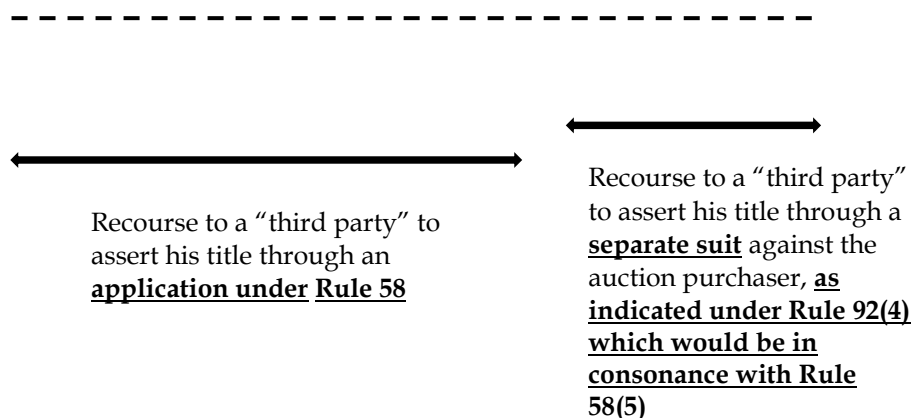 Recourse to a “third party” to
assert his title through an
application under Rule 58
Recourse to a “third party”
to assert his title through a
separate suit against the
auction purchaser, as
indicated under Rule 92(4)
which would be in
consonance with Rule
58(5)